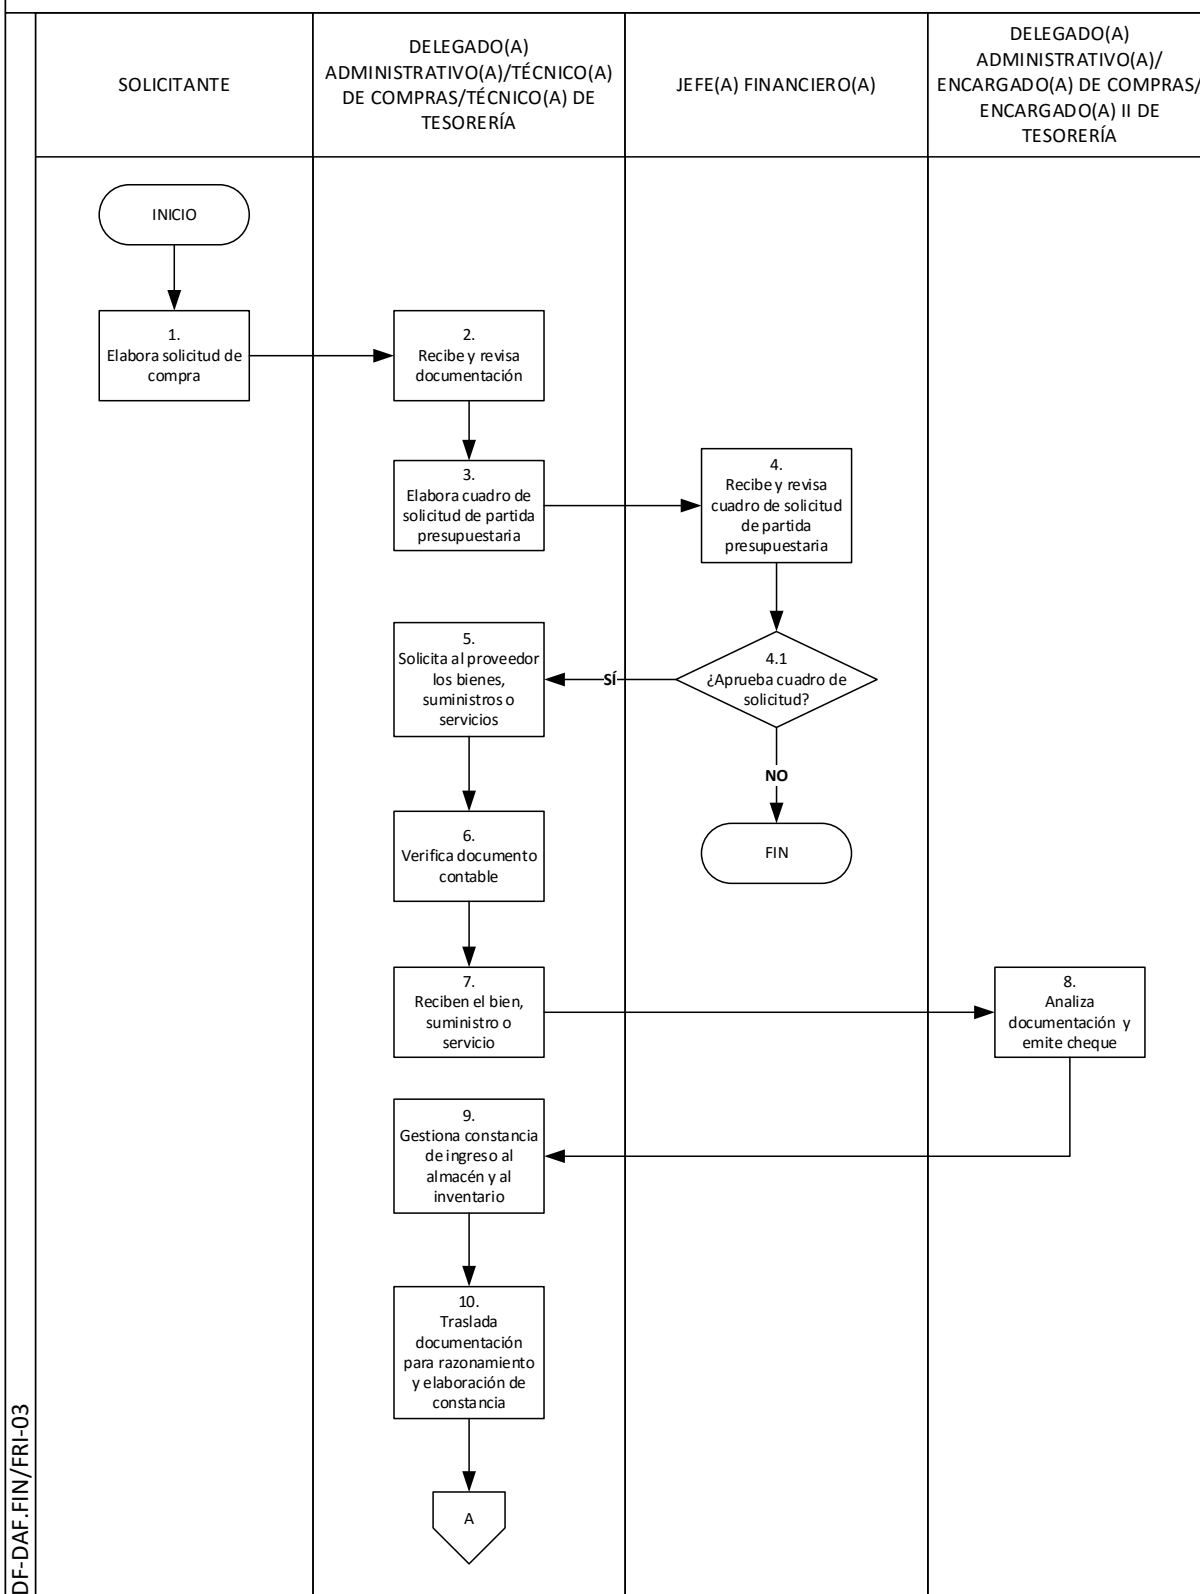 SOLICITANTE
DELEGADO(A)
ADMINISTRATIVO(A)/TÉCNICO(A)
DE COMPRAS/TÉCNICO(A) DE
TESORERÍA
JEFE(A) FINANCIERO(A)
DELEGADO(A)
ADMINISTRATIVO(A)/
ENCARGADO(A) DE COMPRAS/
ENCARGADO(A) II DE
TESORERÍA
INICIO
1.
Elabora solicitud de
compra
2.
Recibe y revisa
documentación
3.
Elabora cuadro de
solicitud de partida
presupuestaria
4.
Recibe y revisa
cuadro de solicitud
de partida
presupuestaria
4.1
¿Aprueba cuadro de
solicitud?
SÍ
NO
FIN
5.
Solicita al proveedor
los bienes,
suministros o
servicios
6.
Verifica documento
contable
7.
Reciben el bien,
suministro o
servicio
8.
Analiza
documentación y
emite cheque
9.
Gestiona constancia
de ingreso al
almacén y al
inventario
10.
Traslada
documentación
para razonamiento
y elaboración de
constancia
A
DF-DAF.FIN/FRI-03